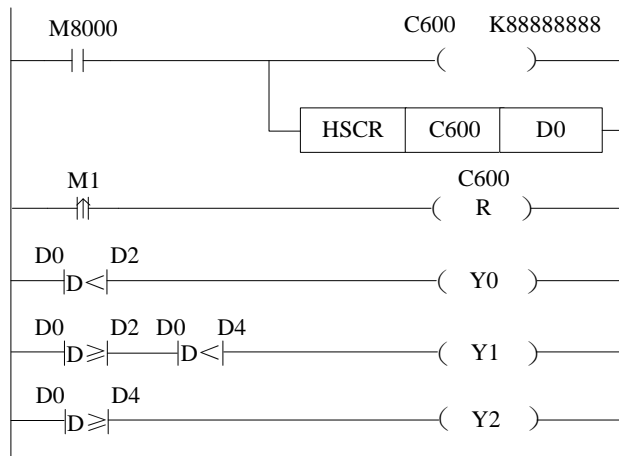 M8000 C600 K88888888
HSCR C600 D0
M1 C600
R
D0 D2
D< Y0
D0 D2 D0 D4
D≥ D< Y1
D0 D4
D≥ Y2